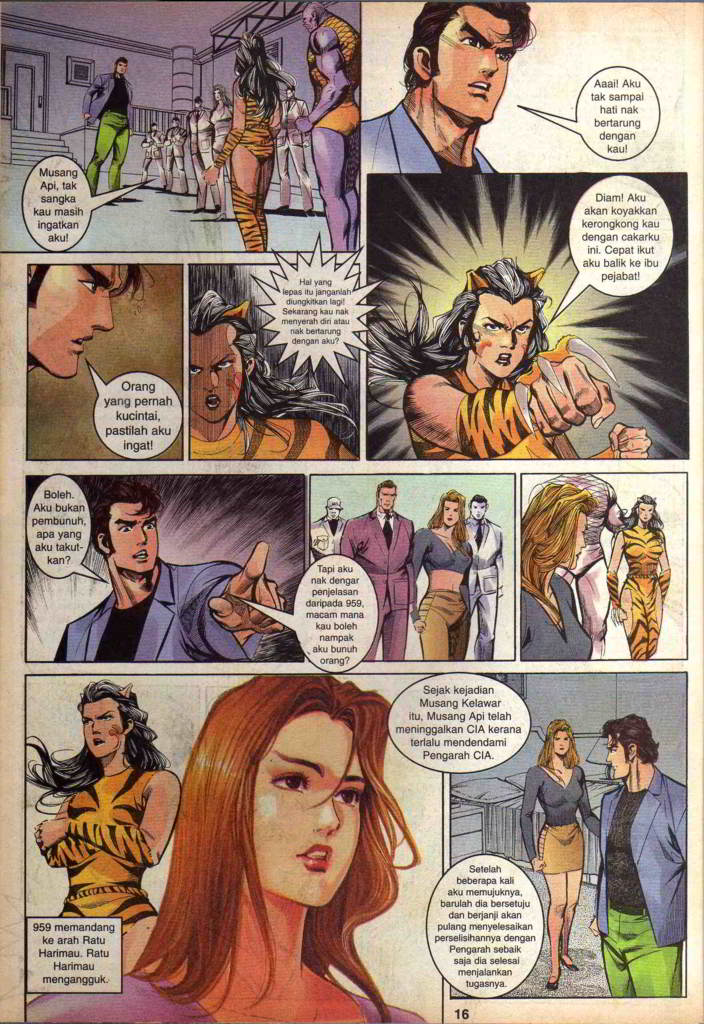 Musang
Api, tak
sangka
kau masih
ingatkan
aku!
Aaai! Aku
tak sampai
hati nak
bertarung
dengan
kau!
Diam! Aku
akan koyakkan
kerongkong kau
dengan cakarku
ini. Cepat ikut
aku balik ke ibu
pejabat!
Orang
yang pernah
kucintai,
pastilah aku
ingat!
Hal yang
lepas itu janganlah
diungkitkan lagi!
Sekarang kau nak
menyerah diri atau
nak bertarung
dengan aku?
Boleh.
Aku bukan
pembunuh,
apa yang
aku takut-
kan?
Tapi aku
nak dengar
penjelasan
daripada 959,
macam mana
kau boleh
nampak
aku bunuh
orang?
959 memandang
ke arah Ratu
Harimau. Ratu
Harimau
mengangguk.
Sejak kejadian
Musang Kelawar
itu, Musang Api telah
meninggalkan CIA kerana
terlalu mendendami
Pengarah CIA.
Setelah
beberapa kali
aku memujuknya,
barulah dia bersetuju
dan berjanji akan
pulang menyelesaikan
perselisihannya dengan
Pengarah sebaik
saja dia selesai
menjalankan
tugasnya.
16